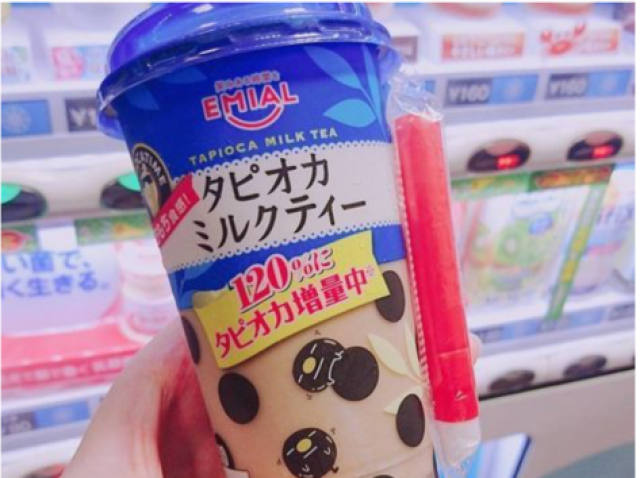 EMIAL
TAPIOCA MILK TEA
タピオカ
ミルクティー
120%に
タピオカ増量中
¥160
¥160
い菌で、
く生きる。